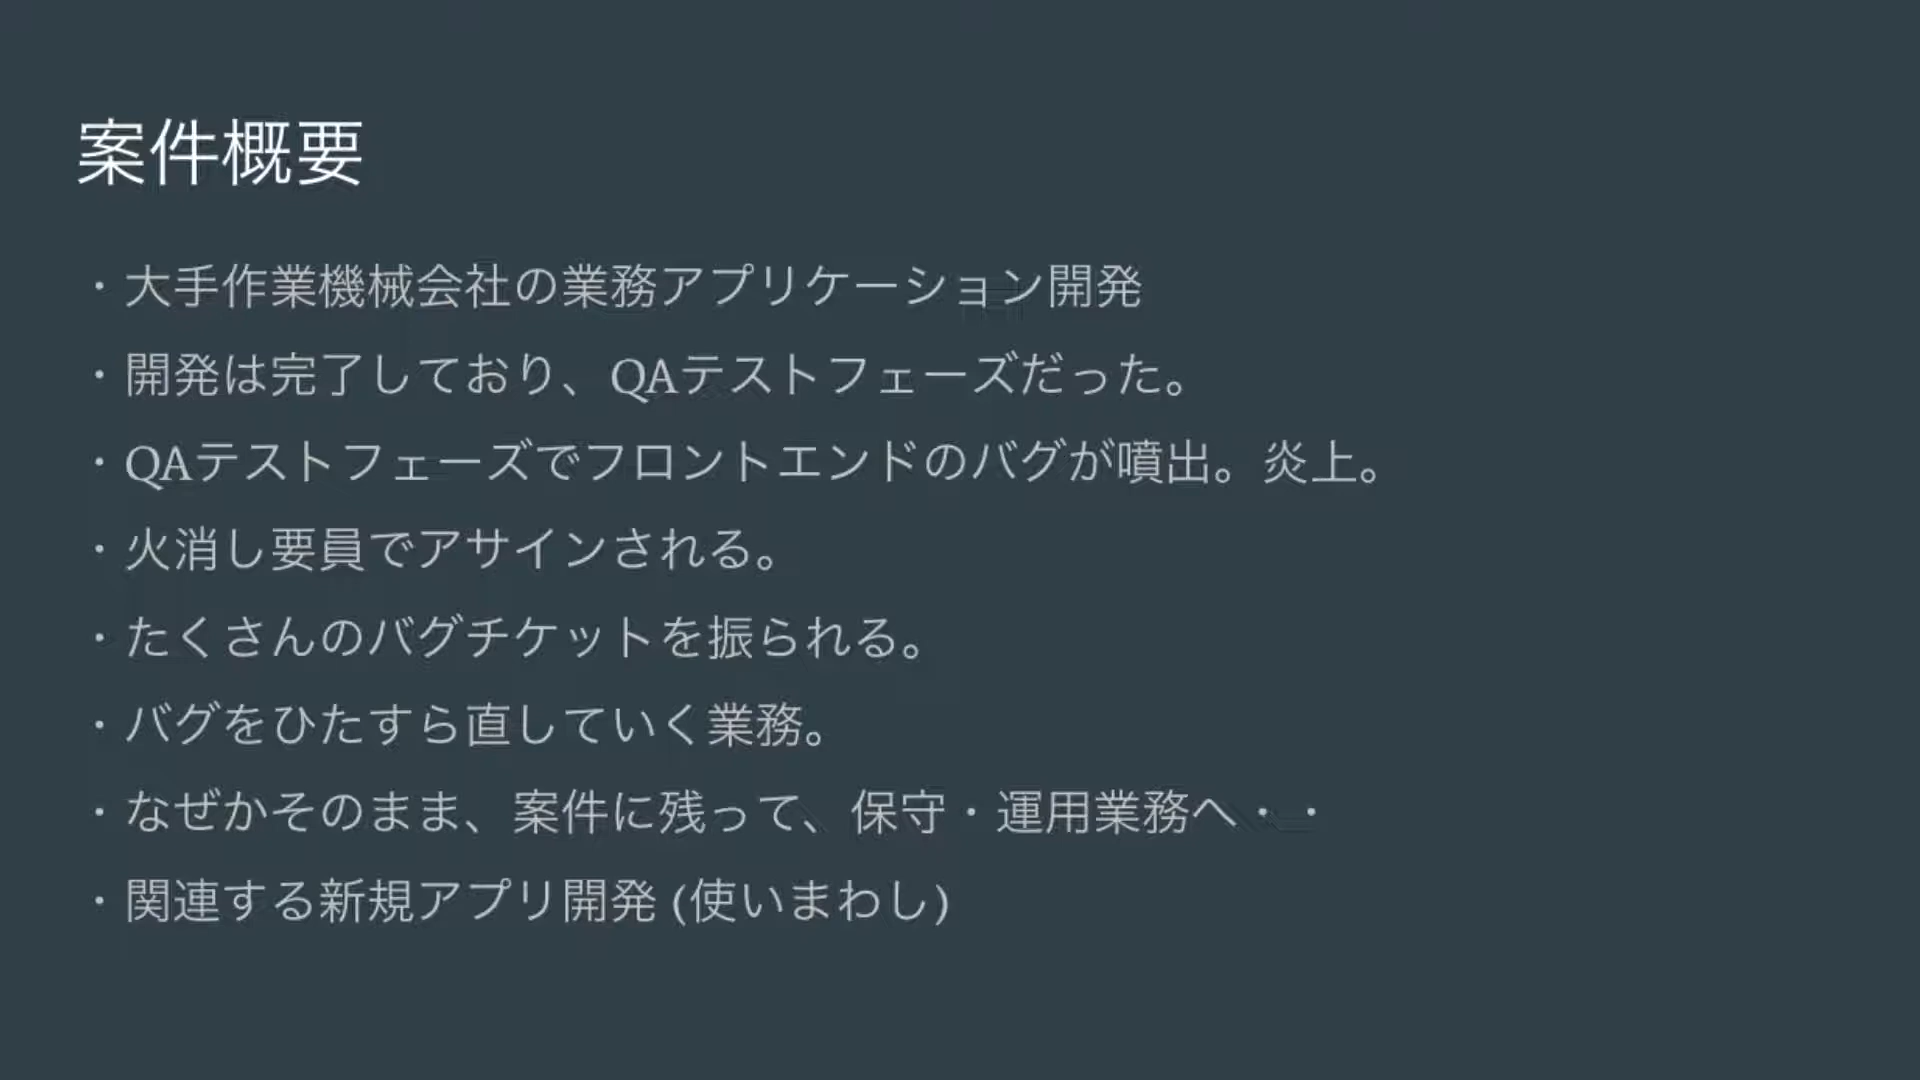 案件概要
・大手作業機械会社の業務アプリケーション開発
・開発は完了しており、QAテストフェーズだった。
・QAテストフェーズでフロントエンドのバグが噴出。炎上。
・火消し要員でアサインされる。
・たくさんのバグチケットを振られる。
・バグをひたすら直していく業務。
・なぜかそのまま、案件に残って、保守・運用業務へ・・
・関連する新規アプリ開発 (使いまわし)